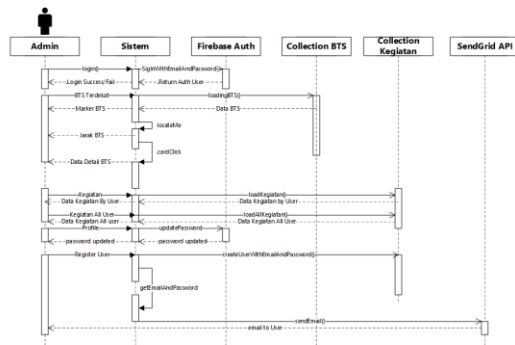 Admin
Sistem
Firebase Auth
Collection BTS
Collection
Kegiatan
SendGrid API
login()
SigInWithEmailAndPassword()
Login Success/Fail
Return Auth User
BTS Terdekat
loadingBTS()
Marker BTS
Data BTS
locateMe
Jarak BTS
cardClick
Data Detail BTS
Kegiatan
loadKegiatan()
Data Kegiatan By User
Data Kegiatan by User
Kegiatan All User
loadAllKegiatan()
Data Kegiatan All user
Data Kegiatan All User
Profile
updatePassword
password updated
password updated
Register User
createUserWithEmailAndPassword()
getEmailAndPassword
sendEmail()
email to User